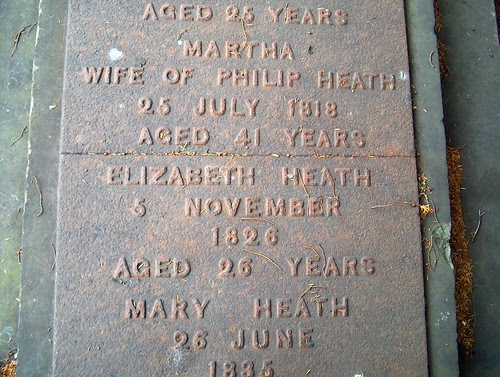 AGED 25 YEARS
MARTHA
WIFE OF PHILIP HEATH
25 JULY 1818
AGED 41 YEARS
ELIZABETH HEATH
5 NOVEMBER
1826
AGED 26 YEARS
MARY HEATH
26 JUNE
1835